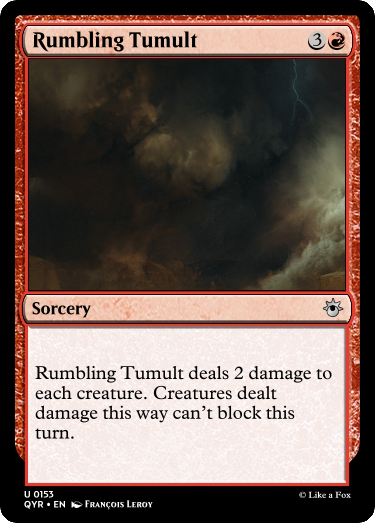 Rumbling Tumult 3
Sorcery
Rumbling Tumult deals 2 damage to
each creature. Creatures dealt
damage this way can't block this
turn.
U 0153
QYR • EN François Leroy
© Like a Fox